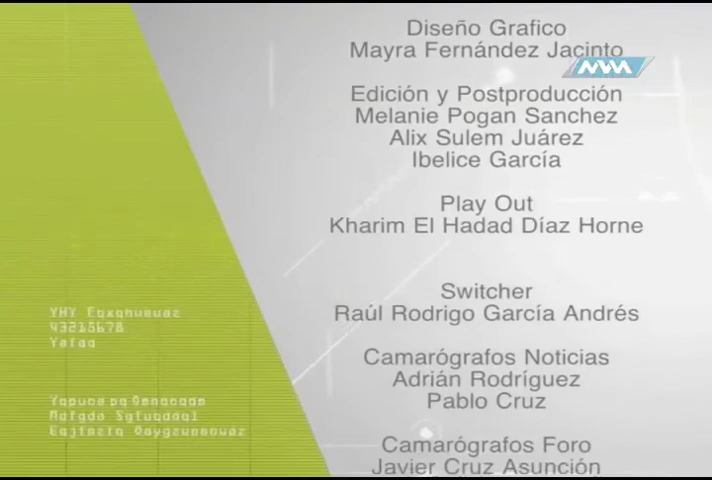 Diseño Grafico
Mayra Fernández Jacinto
Edición y Postproducción
Melanie Pogan Sanchez
Alix Sulem Juárez
Ibelice García
Play Out
Kharim El Hadad Díaz Horne
Switcher
Raúl Rodrigo García Andrés
Camarógrafos Noticias
Adrián Rodríguez
Pablo Cruz
Camarógrafos Foro
Javier Cruz Asunción
43215678